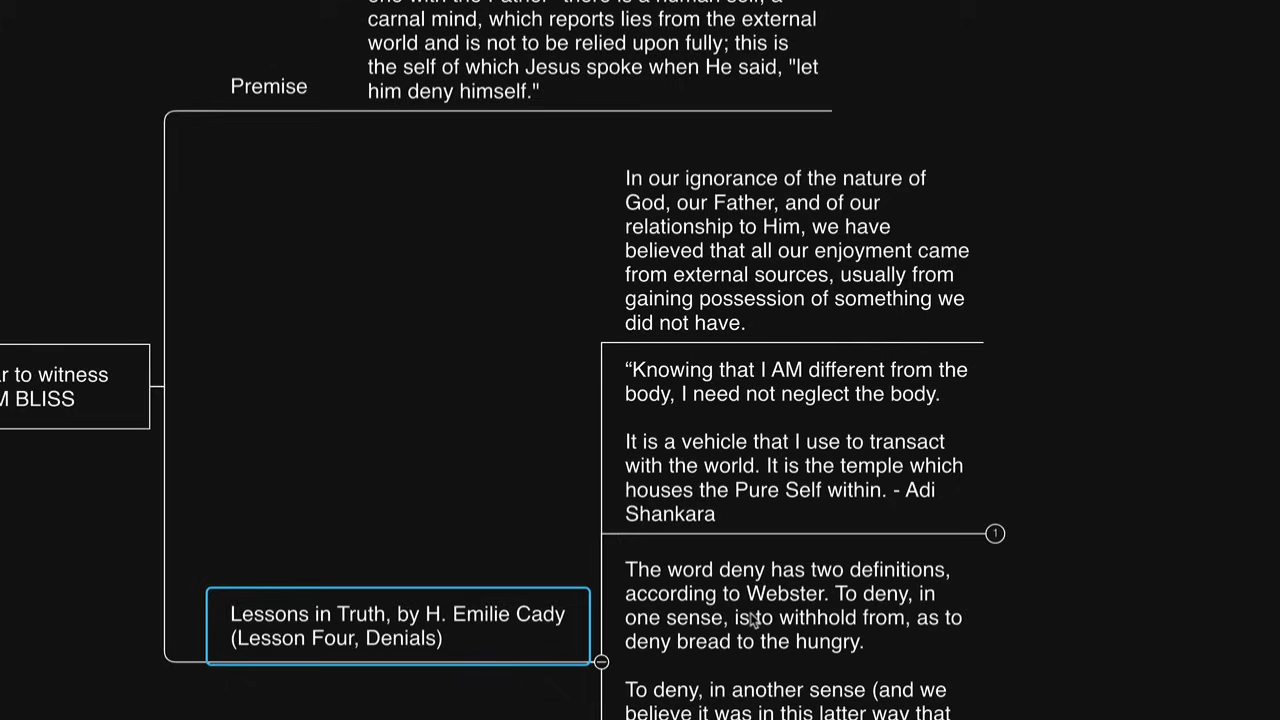 one with the Father" there is a human self, a
carnal mind, which reports lies from the external
world and is not to be relied upon fully; this is
the self of which Jesus spoke when He said, "let
him deny himself."
Premise
In our ignorance of the nature of
God, our Father, and of our
relationship to Him, we have
believed that all our enjoyment came
from external sources, usually from
gaining possession of something we
did not have.
r to witness
M BLISS
“Knowing that I AM different from the
body, I need not neglect the body.
It is a vehicle that I use to transact
with the world. It is the temple which
houses the Pure Self within. - Adi
Shankara
1
Lessons in Truth, by H. Emilie Cady
(Lesson Four, Denials)
The word deny has two definitions,
according to Webster. To deny, in
one sense, is to withhold from, as to
deny bread to the hungry.
To deny, in another sense (and we
believe it was in this latter way that